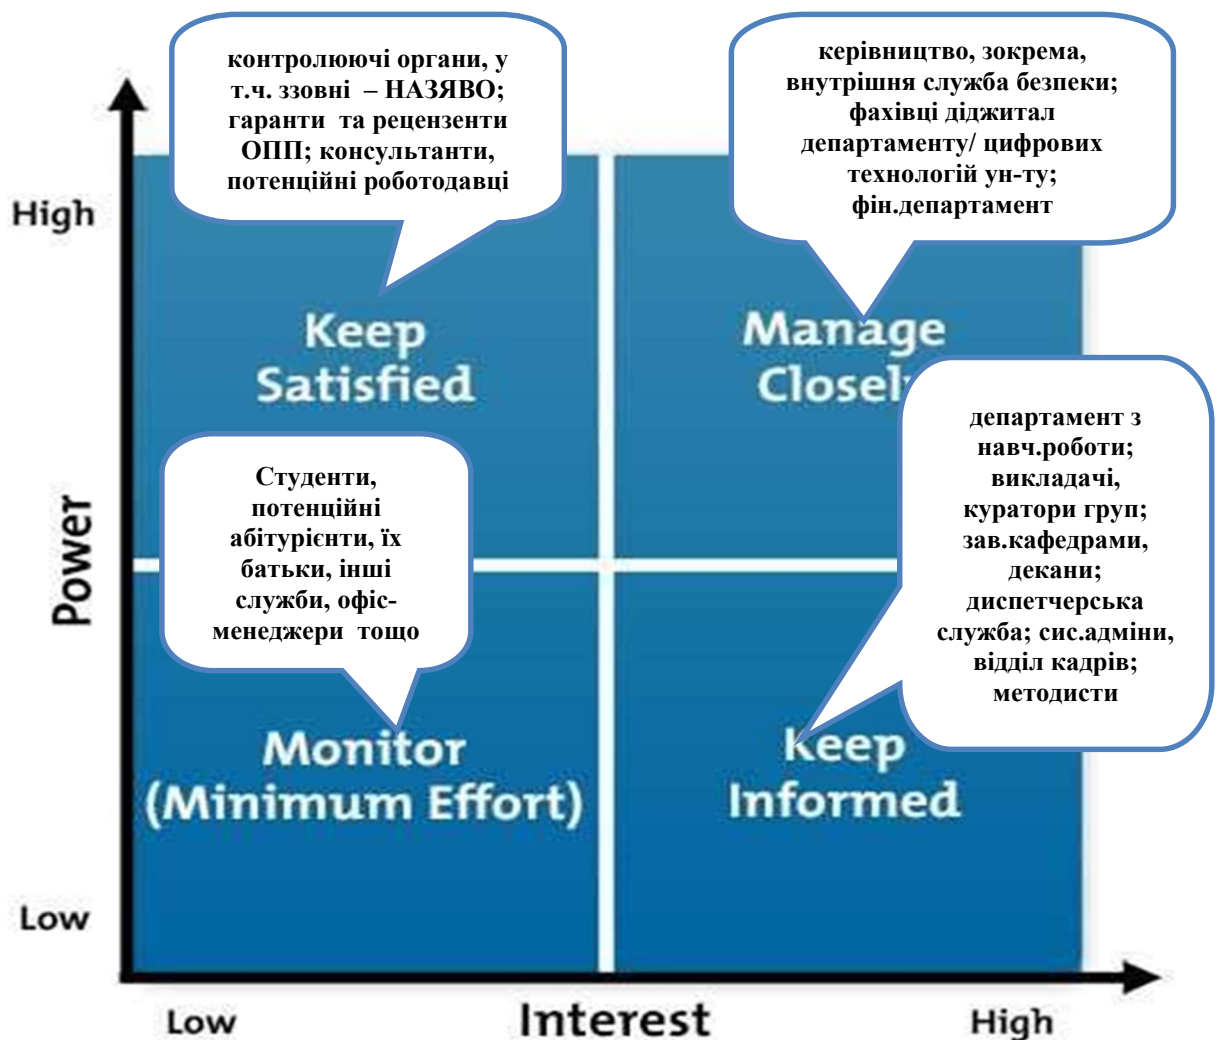 контролюючі органи, у
т.ч. ззовні – НАЗЯВО;
гаранти та рецензенти
ОПП; консультанти,
потенційні роботодавці
керівництво, зокрема,
внутрішня служба безпеки;
фахівці діджитал
департаменту/ цифрових
технологій ун-ту;
фін.департамент
High
Keep
Satisfied
Manage
Closely
Студенти,
потенційні
абітурієнти, їх
батьки, інші
служби, офіс-
менеджери тощо
департамент з
навч.роботи;
викладачі,
куратори груп;
зав.кафедрами,
декани;
диспетчерська
служба; сис.адміни,
відділ кадрів;
методисти
Power
Monitor
(Minimum Effort)
Keep
Informed
Low
Low
Interest
High